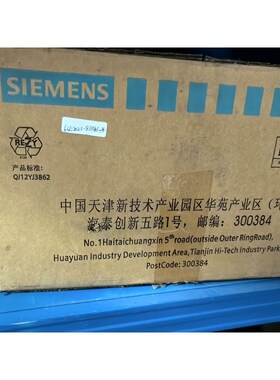 SIEMENS
REZY
产品标准:
QI12YJ3862
中国天津新技术产业园区华苑产业区（环
海泰创新五路1号，邮编：300384
No.1Haitaichuangxin 5th road(outside Outer RingRoad),
Huayuan Industry Development Area,Tianjin Hi-Tech Industry Park
PostCode: 300384